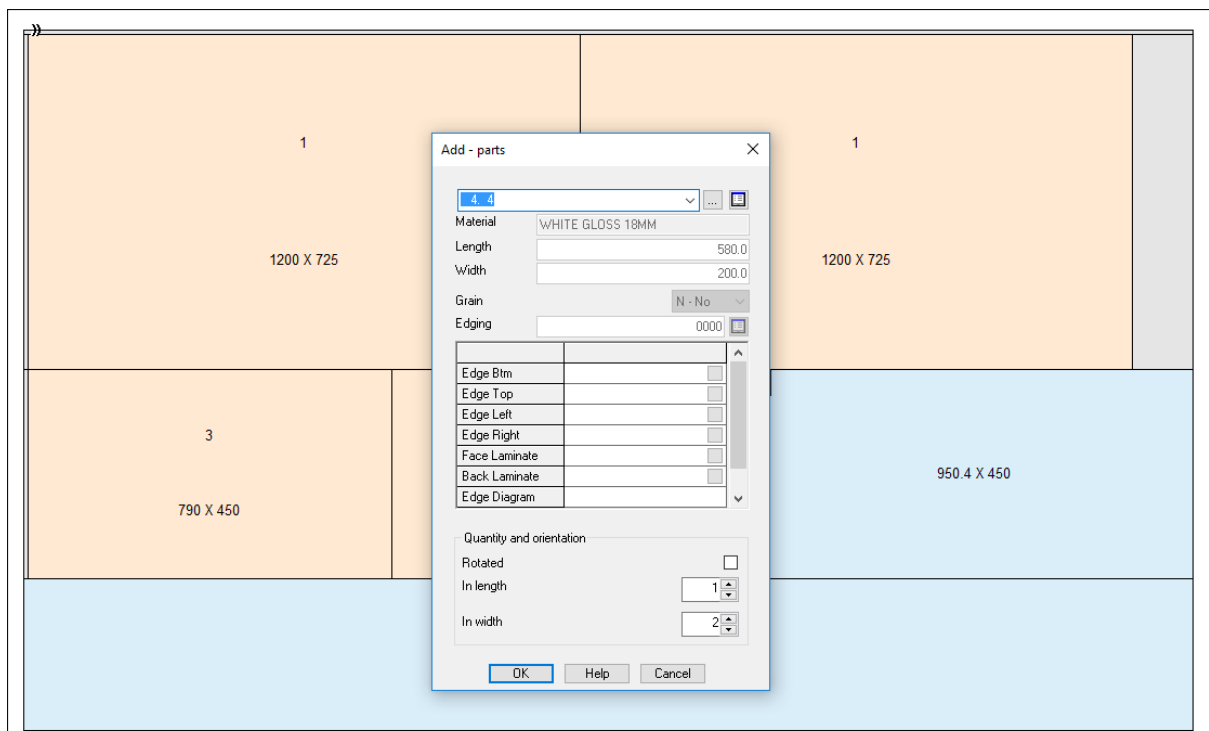 ))
1
1
1200 X 725
1200 X 725
3
790 X 450
950.4 X 450
Add - parts
4. 4
...
Material WHITE GLOSS 18MM
Length 580.0
Width 200.0
Grain N - No
Edging 0000
Edge Btm
Edge Top
Edge Left
Edge Right
Face Laminate
Back Laminate
Edge Diagram
Quantity and orientation
Rotated
In length 1
In width 2
OK Help Cancel